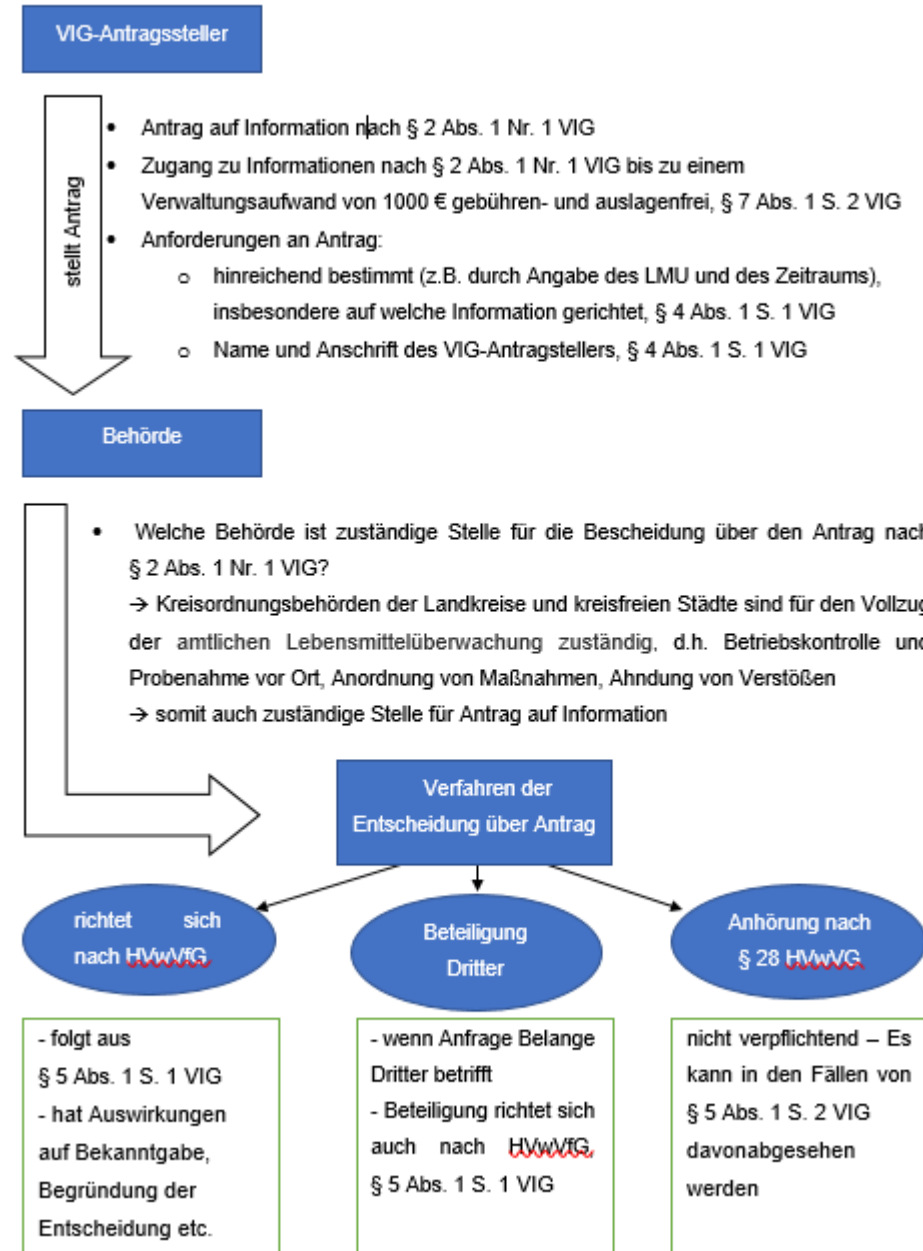 VIG-Antragssteller
stellt Antrag
• Antrag auf Information nach § 2 Abs. 1 Nr. 1 VIG
• Zugang zu Informationen nach § 2 Abs. 1 Nr. 1 VIG bis zu einem
Verwaltungsaufwand von 1000 € gebühren- und auslagenfrei, § 7 Abs. 1 S. 2 VIG
• Anforderungen an Antrag:
o hinreichend bestimmt (z.B. durch Angabe des LMU und des Zeitraums),
insbesondere auf welche Information gerichtet, § 4 Abs. 1 S. 1 VIG
o Name und Anschrift des VIG-Antragstellers, § 4 Abs. 1 S. 1 VIG
Behörde
• Welche Behörde ist zuständige Stelle für die Bescheidung über den Antrag nach
§ 2 Abs. 1 Nr. 1 VIG?
→ Kreisordnungsbehörden der Landkreise und kreisfreien Städte sind für den Vollzug
der amtlichen Lebensmittelüberwachung zuständig, d.h. Betriebskontrolle und
Probenahme vor Ort, Anordnung von Maßnahmen, Ahndung von Verstößen
→ somit auch zuständige Stelle für Antrag auf Information
Verfahren der
Entscheidung über Antrag
richtet sich
nach HVwVfG
Beteiligung
Dritter
Anhörung nach
§ 28 HVwVG
- folgt aus
§ 5 Abs. 1 S. 1 VIG
- hat Auswirkungen
auf Bekanntgabe,
Begründung der
Entscheidung etc.
- wenn Anfrage Belange
Dritter betrifft
- Beteiligung richtet sich
auch nach HVwVfG,
§ 5 Abs. 1 S. 1 VIG
nicht verpflichtend – Es
kann in den Fällen von
§ 5 Abs. 1 S. 2 VIG
davonabgesehen
werden